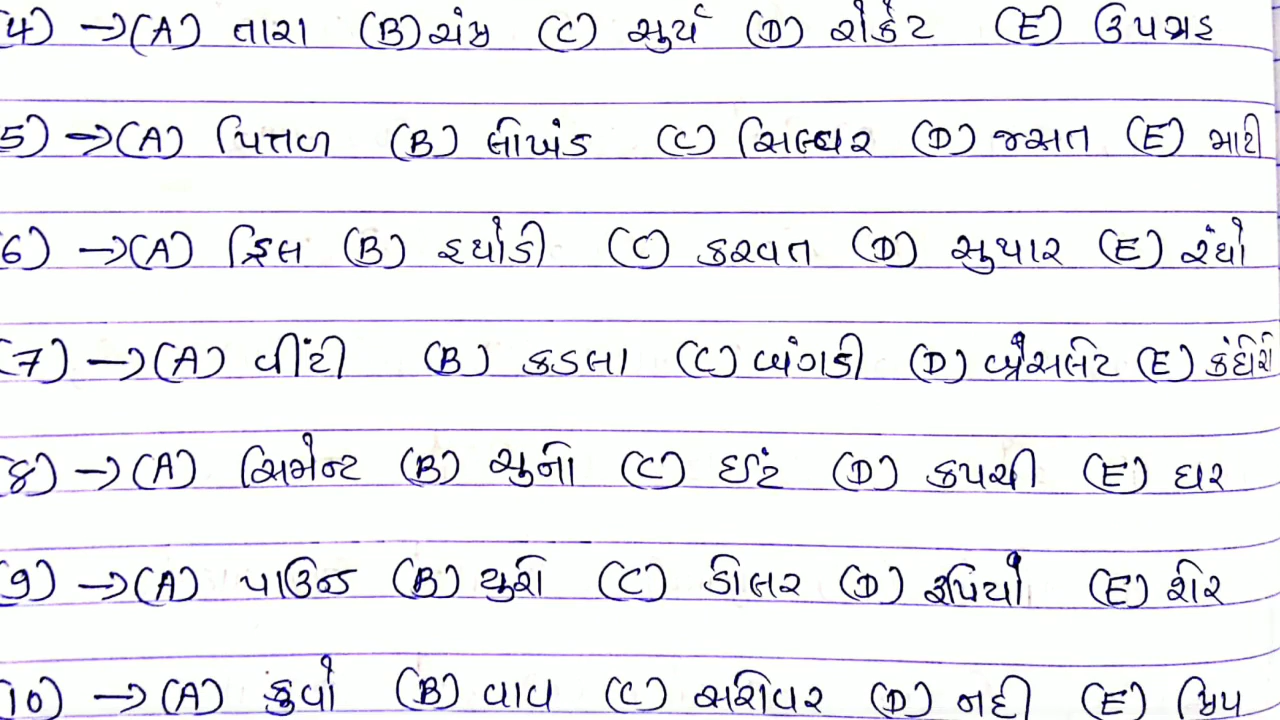 (4) → (A) તારા (B) ચંદ્ર (C) સુર્ય (D) રોકેટ (E) ઉપગ્રહ
5) → (A) પિત્તળ (B) લોખંડ (C) સિલ્વર (D) જસત (E) માટી
6) → (A) ડ્રિલ (B) હથોડી (C) કરવત (D) સુથાર (E) રંધો
(7) → (A) વીંટી (B) કડલા (C) બંગડી (D) બ્રેસલેટ (E) કંદોરો
(8) → (A) સિમેન્ટ (B) ચુનો (C) ઈંટ (D) કપચી (E) ઘર
(9) → (A) પાઉન્ડ (B) યુરો (C) ડોલર (D) રૂપિયો (E) શેર
(10) → (A) કુવો (B) વાવ (C) સરોવર (D) નદી (E)